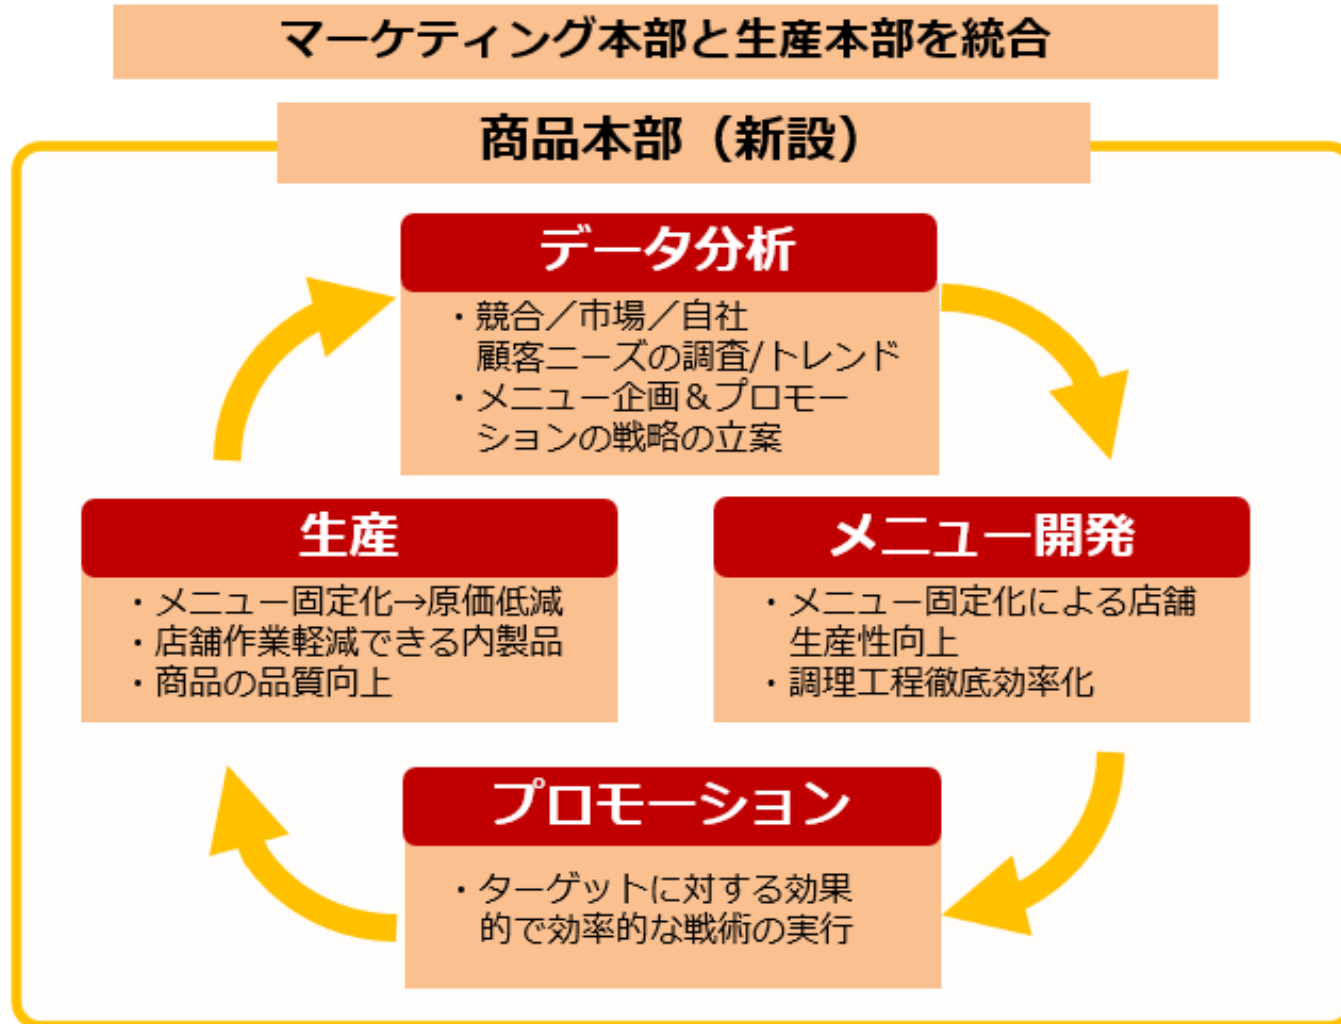 マーケティング本部と生産本部を統合
商品本部（新設）
データ分析
・競合／市場／自社
顧客ニーズの調査/トレンド
・メニュー企画＆プロモー
ションの戦略の立案
生産
・メニュー固定化→原価低減
・店舗作業軽減できる内製品
・商品の品質向上
メニュー開発
・メニュー固定化による店舗
生産性向上
・調理工程徹底効率化
プロモーション
・ターゲットに対する効果
的で効率的な戦術の実行